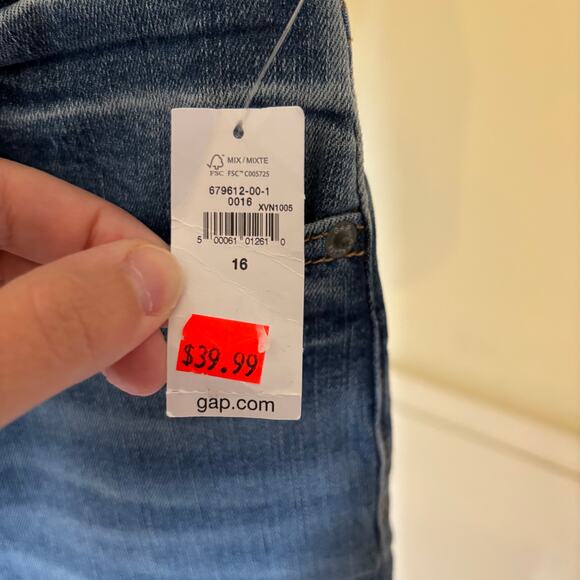 MIX/MIXTE
FSC FSC™ C005725
679612-00-1
0016 XVN1005
5 00061 01261 0
16
$39.99
gap.com